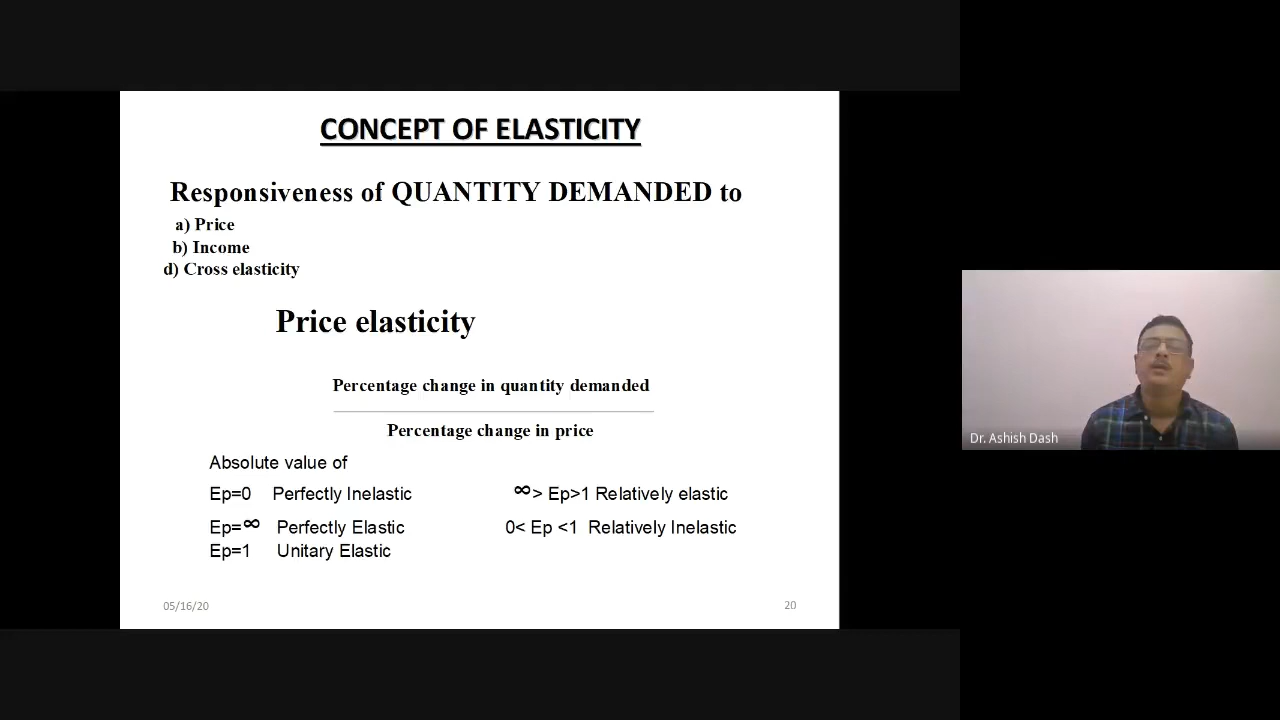 CONCEPT OF ELASTICITY
Responsiveness of QUANTITY DEMANDED to
a) Price
b) Income
d) Cross elasticity
Price elasticity
Percentage change in quantity demanded
Percentage change in price
Absolute value of
Ep=0 Perfectly Inelastic
∞> Ep>1 Relatively elastic
Ep=∞ Perfectly Elastic
0< Ep <1 Relatively Inelastic
Ep=1 Unitary Elastic
05/16/20
20
Dr. Ashish Dash